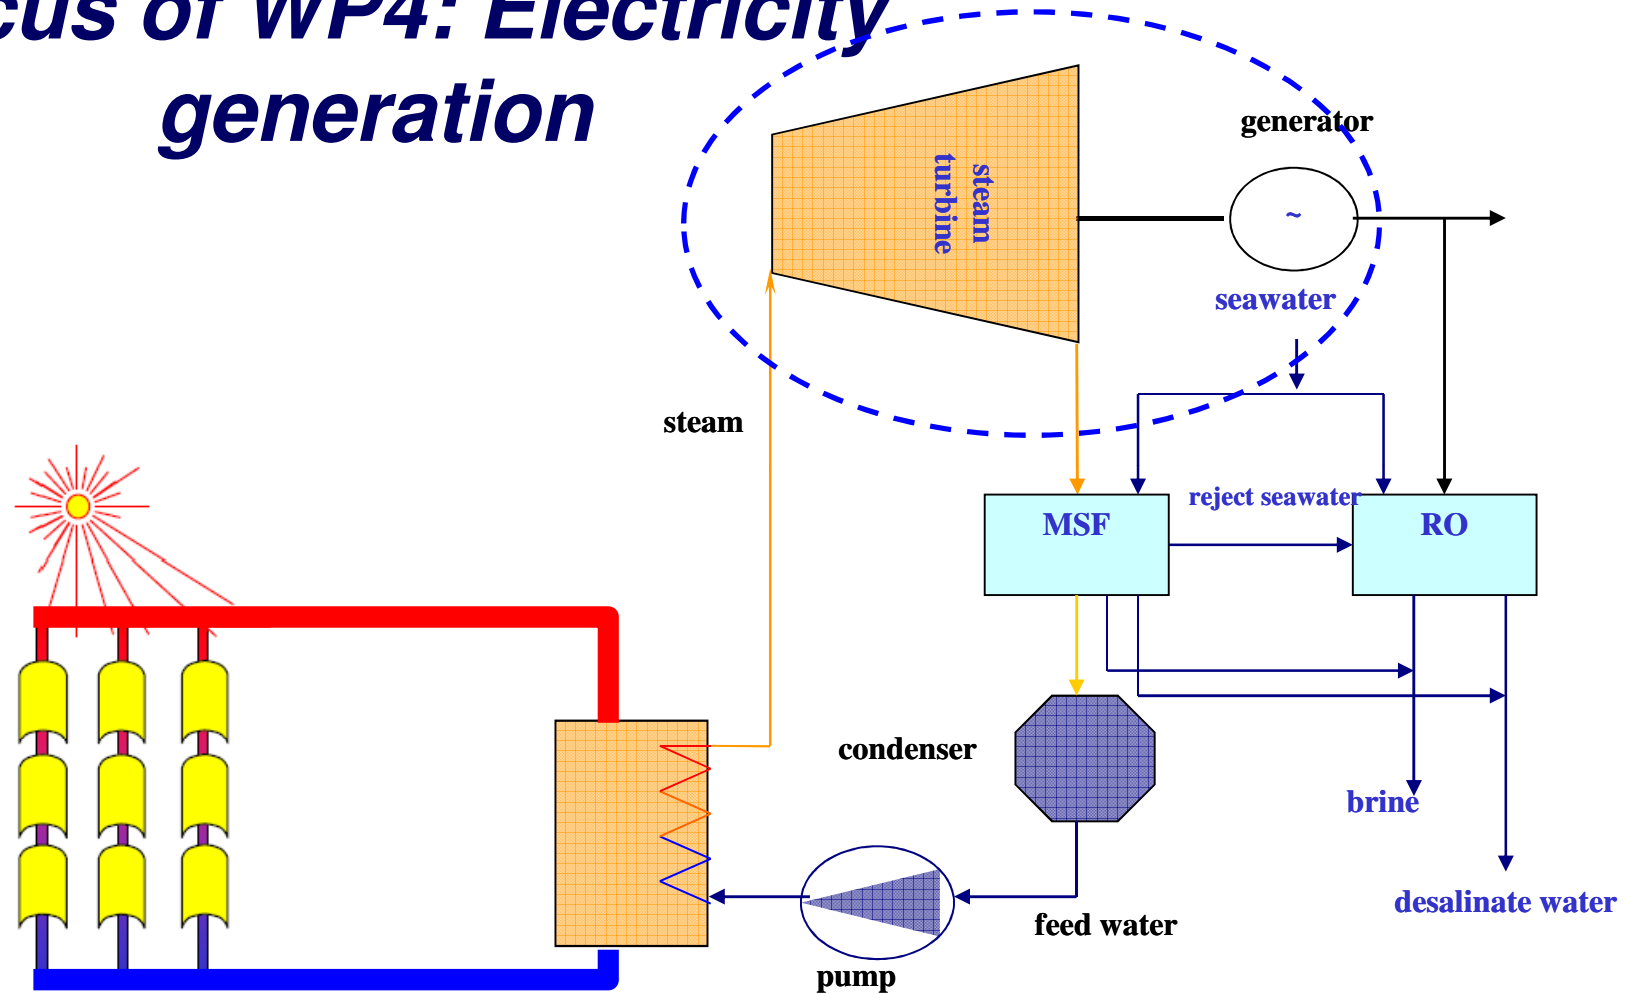 cus of WP4: Electricity
generation
generator
steam
turbine
~
seawater
steam
reject seawater
MSF
RO
condenser
brine
desalinate water
feed water
pump